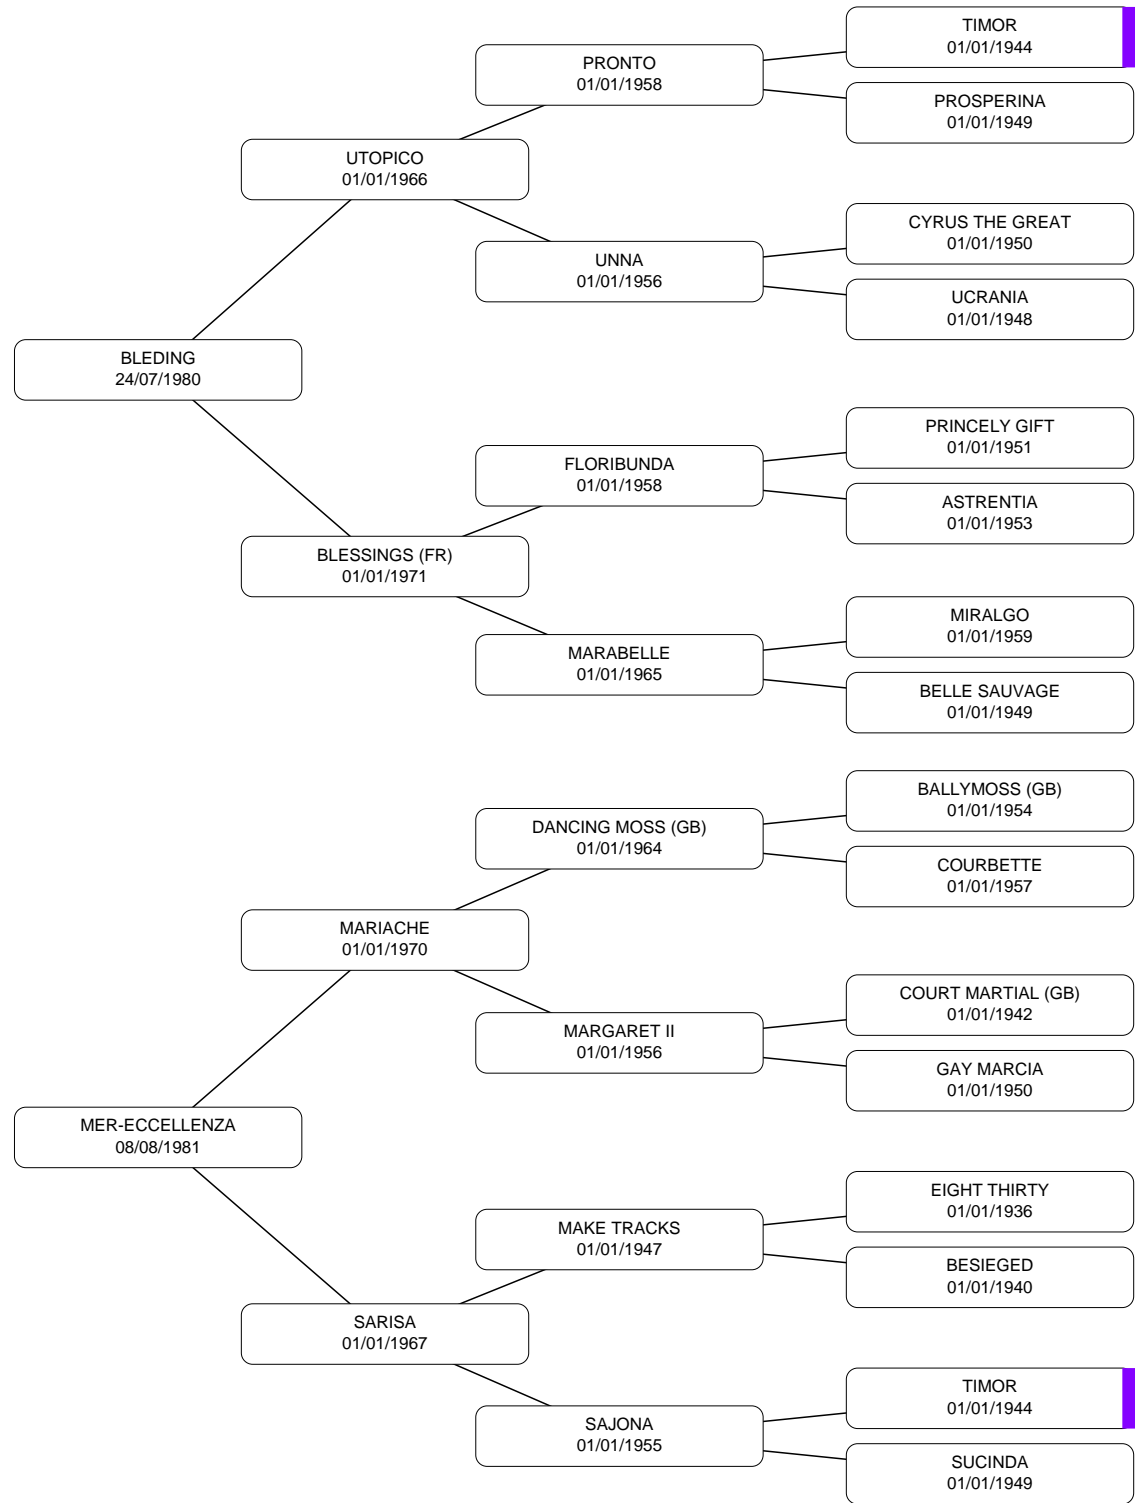 TIMOR
01/01/1944
PRONTO
01/01/1958
PROSPERINA
01/01/1949
UTOPICO
01/01/1966
CYRUS THE GREAT
01/01/1950
UNNA
01/01/1956
UCRANIA
01/01/1948
BLEDING
24/07/1980
PRINCELY GIFT
01/01/1951
FLORIBUNDA
01/01/1958
ASTRENTIA
01/01/1953
BLESSINGS (FR)
01/01/1971
MIRALGO
01/01/1959
MARABELLE
01/01/1965
BELLE SAUVAGE
01/01/1949
BALLYMOSS (GB)
01/01/1954
DANCING MOSS (GB)
01/01/1964
COURBETTE
01/01/1957
MARIACHE
01/01/1970
COURT MARTIAL (GB)
01/01/1942
MARGARET II
01/01/1956
GAY MARCIA
01/01/1950
MER-ECCELLENZA
08/08/1981
EIGHT THIRTY
01/01/1936
MAKE TRACKS
01/01/1947
BESIEGED
01/01/1940
SARISA
01/01/1967
TIMOR
01/01/1944
SAJONA
01/01/1955
SUCINDA
01/01/1949